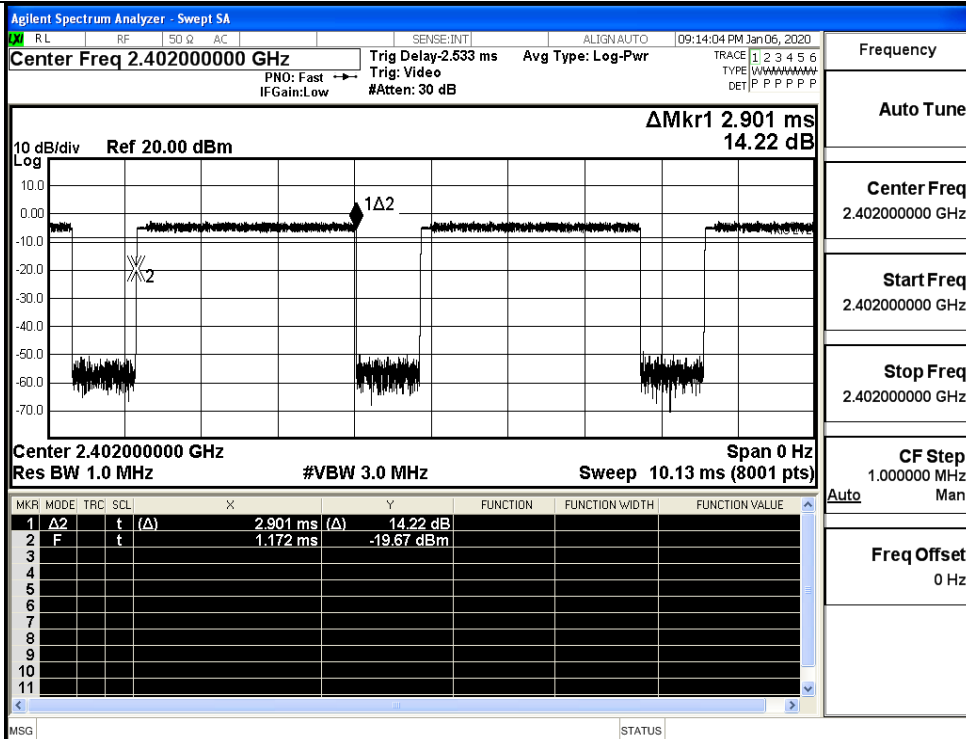 Agilent Spectrum Analyzer - Swept SA
LXI RL RF 50 Ω AC SENSE:INT ALIGN AUTO 09:14:04 PM Jan 06, 2020
Center Freq 2.402000000 GHz
PNO: Fast
IFGain:Low
Trig Delay-2.533 ms
Trig: Video
#Atten: 30 dB
Avg Type: Log-Pwr
TRACE 1 2 3 4 5 6
TYPE WWWWWW
DET P P P P P P
ΔMkr1 2.901 ms
14.22 dB
10 dB/div Ref 20.00 dBm
Log
10.0
0.00
-10.0
-20.0
-30.0
-40.0
-50.0
-60.0
-70.0
1Δ2
2
Center 2.402000000 GHz Span 0 Hz
Res BW 1.0 MHz #VBW 3.0 MHz Sweep 10.13 ms (8001 pts)
MKR MODE TRC SCL X Y FUNCTION FUNCTION WIDTH FUNCTION VALUE
1 Δ2 t (Δ) 2.901 ms (Δ) 14.22 dB
2 F t 1.172 ms -19.67 dBm
3
4
5
6
7
8
9
10
11
MSG STATUS
Frequency
Auto Tune
Center Freq
2.402000000 GHz
Start Freq
2.402000000 GHz
Stop Freq
2.402000000 GHz
CF Step
1.000000 MHz
Auto Man
Freq Offset
0 Hz